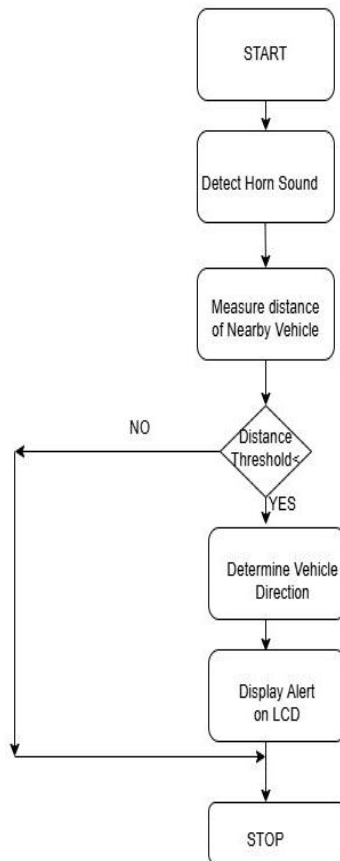 START
Detect Horn Sound
Measure distance
of Nearby Vehicle
NO
Distance
Threshold<
YES
Determine Vehicle
Direction
Display Alert
on LCD
STOP